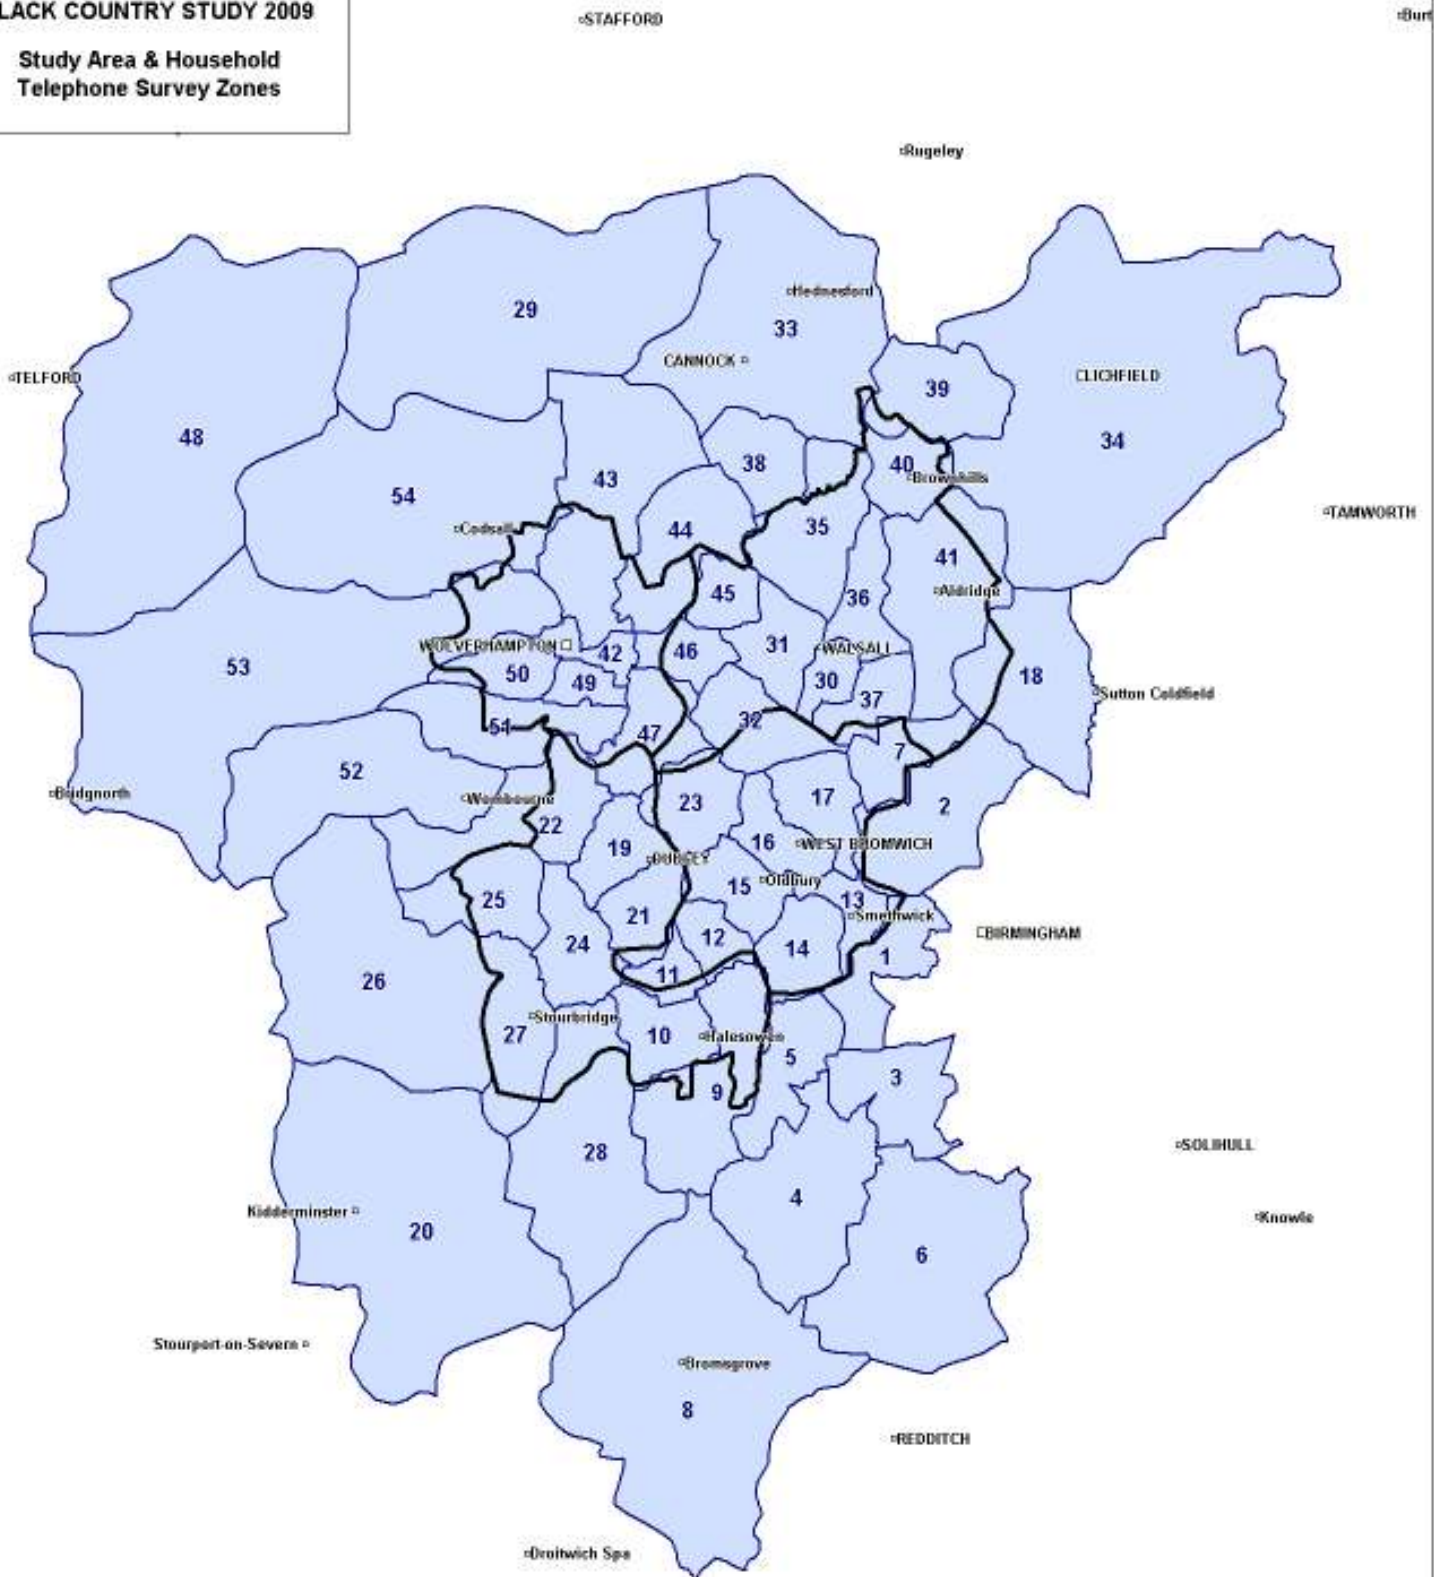 LACK COUNTRY STUDY 2009
Study Area & Household
Telephone Survey Zones
STAFFORD
Burt
Rugeley
Hednesford
29
33
CANNOCK
TELFORD
39
LICHFIELD
48
34
38
40
Brownhills
43
54
TAMWORTH
Codsall
44
35
41
45
36
Aldridge
WOLVERHAMPTON
42
46
31
WALSALL
53
50
49
30
37
18
Sutton Coldfield
51
47
32
7
52
Bridgnorth
Wombourne
23
17
2
22
19
DUDLEY
16
WEST BROMWICH
25
15
Oldbury
13
21
Smethwick
24
12
14
BIRMINGHAM
1
26
11
27
Stourbridge
10
Halesowen
5
3
9
28
SOLIHULL
4
Kidderminster
20
Knowle
6
Stourport-on-Severn
Bromsgrove
8
REDDITCH
Droitwich Spa